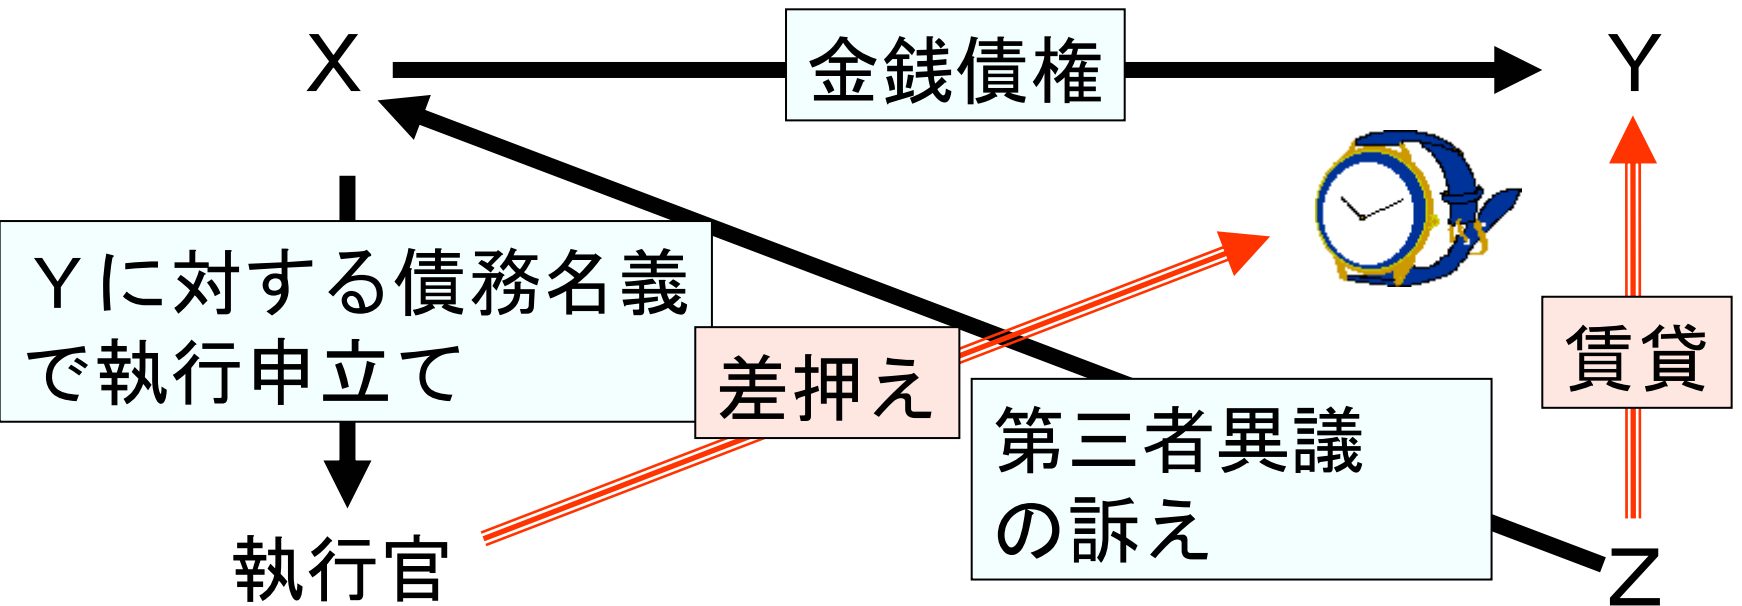 X
金銭債権
Y
Yに対する債務名義
で執行申立て
差押え
賃貸
第三者異議
の訴え
執行官
Z